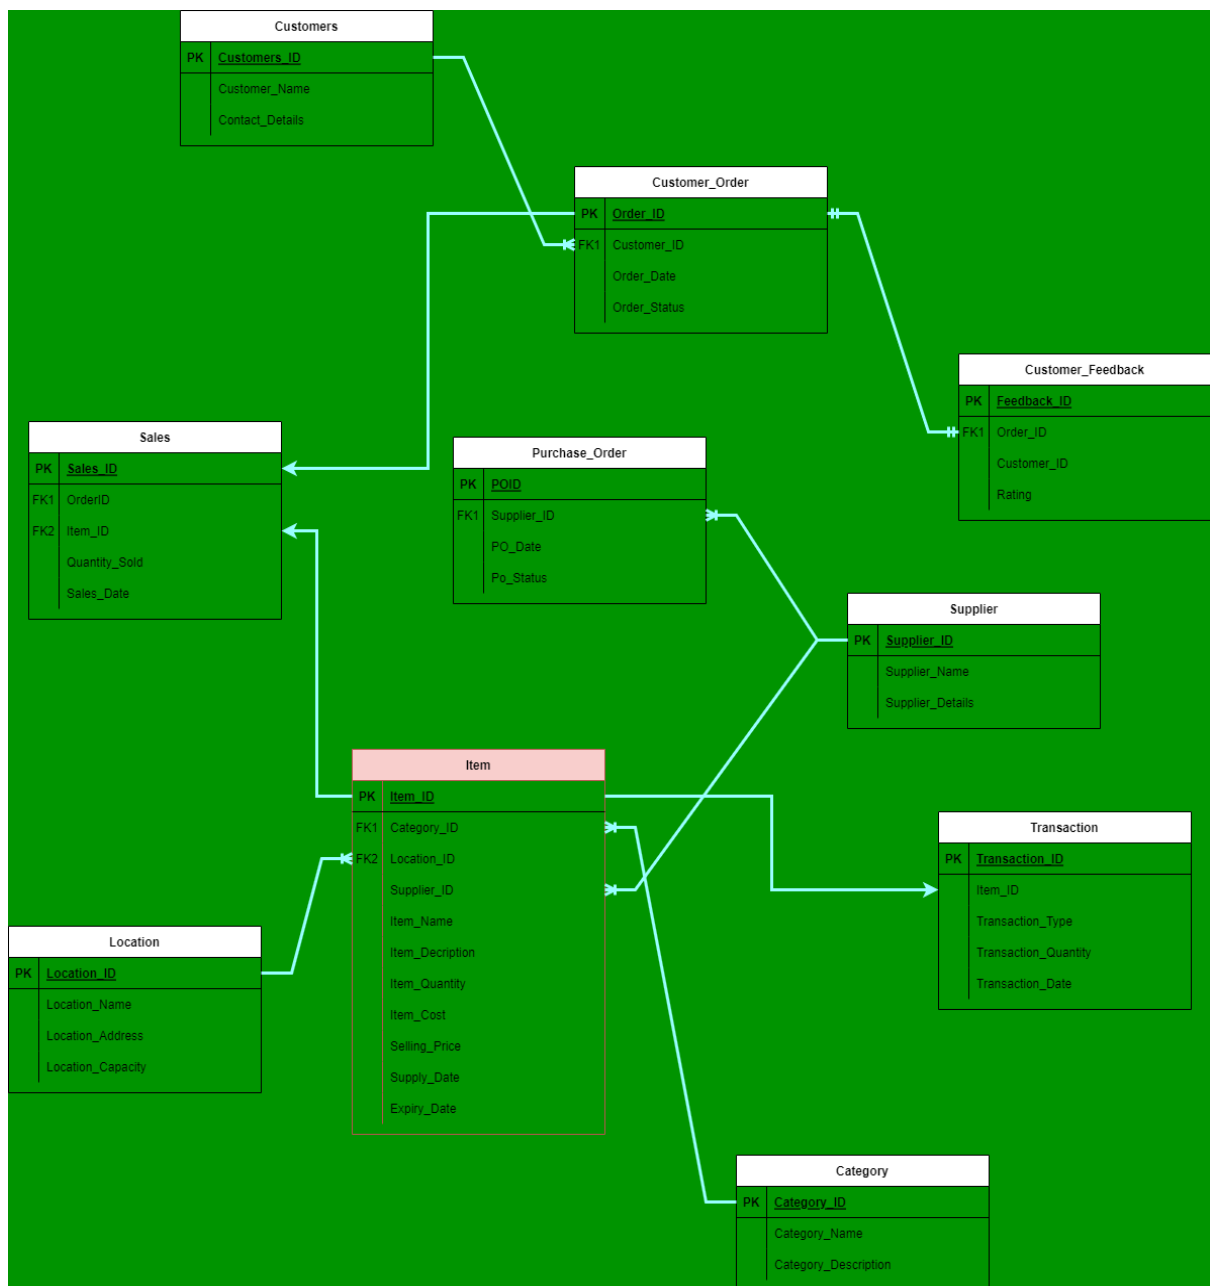 Customers
PK Customers_ID
Customer_Name
Contact_Details
Customer_Order
PK Order_ID
FK1 Customer_ID
Order_Date
Order_Status
Customer_Feedback
PK Feedback_ID
FK1 Order_ID
Customer_ID
Rating
Sales
PK Sales_ID
FK1 OrderID
FK2 Item_ID
Quantity_Sold
Sales_Date
Purchase_Order
PK POID
FK1 Supplier_ID
PO_Date
Po_Status
Supplier
PK Supplier_ID
Supplier_Name
Supplier_Details
Item
PK Item_ID
FK1 Category_ID
FK2 Location_ID
Supplier_ID
Item_Name
Item_Decription
Item_Quantity
Item_Cost
Selling_Price
Supply_Date
Expiry_Date
Transaction
PK Transaction_ID
Item_ID
Transaction_Type
Transaction_Quantity
Transaction_Date
Location
PK Location_ID
Location_Name
Location_Address
Location_Capacity
Category
PK Category_ID
Category_Name
Category_Description